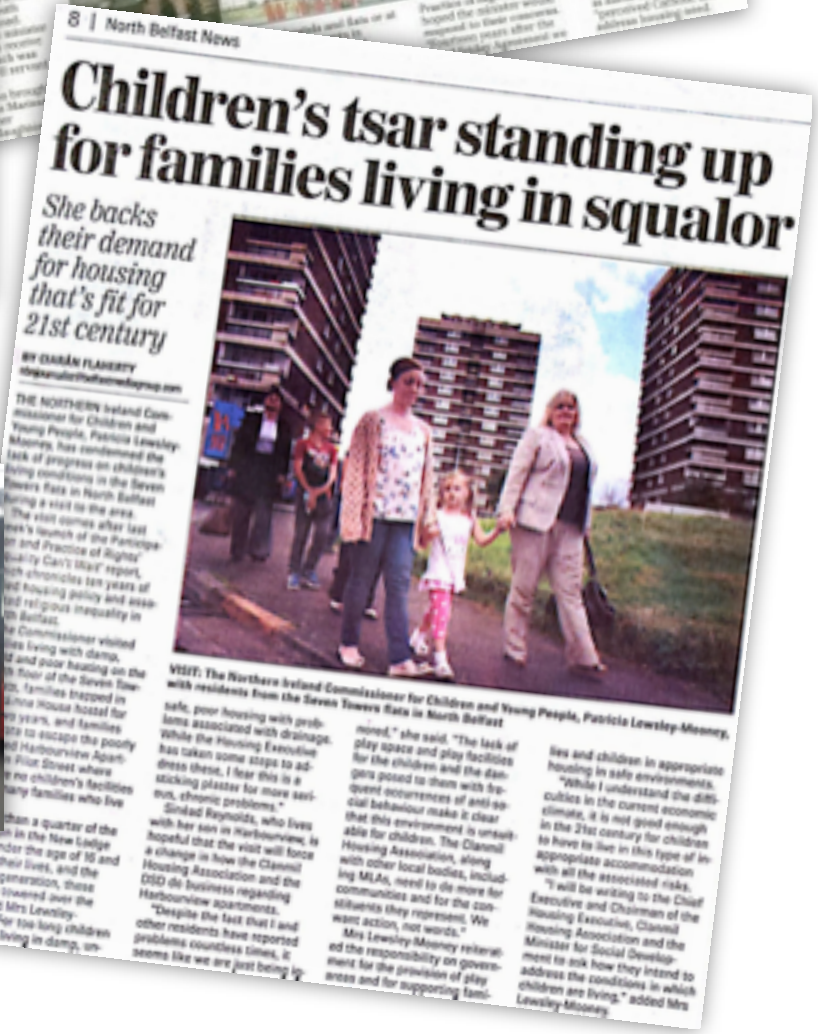 8 | North Belfast News
Children's tsar standing up
for families living in squalor
She backs
their demand
for housing
that's fit for
21st century
BY CIARÁN FLAHERTY
THE NORTHERN Ireland Com-
missioner for Children and
Young People, Patricia Lewsley-
Mooney, has condemned the
lack of progress on children's
living conditions in the Seven
Towers flats in North Belfast
during a visit to the area.
The visit comes after last
week's launch of the Participa-
and Practice of Rights'
Can't Wait' report,
chronicles ten years of
housing policy and
religious inequality in
Belfast.
Commissioner visited
living with damp,
and poor heating on the
floor of the Seven Tow-
families trapped in
House hostel for
years, and families
to escape the poorly
Harbourview Apart-
Pilot Street where
no children's facilities
many families who live
than a quarter of the
in the New Lodge
under the age of 16 and
their lives, and the
generation, these
towered over the
Mrs Lewsley-
For too long children
living in damp, un-
VISIT: The Northern Ireland Commissioner for Children and Young People, Patricia Lewsley-Mooney,
with residents from the Seven Towers flats in North Belfast
safe, poor housing with prob-
lems associated with drainage.
While the Housing Executive
has taken some steps to ad-
dress these, I fear this is a
sticking plaster for more seri-
ous, chronic problems."
Sinéad Reynolds, who lives
with her son in Harbourview, is
hopeful that the visit will force
a change in how the Clanmil
Housing Association and the
DSD do business regarding
Harbourview apartments.
"Despite the fact that I and
other residents have reported
problems countless times, it
seems like we are just being ig-
nored," she said. "The lack of
play space and play facilities
for the children and the dan-
gers posed to them with fre-
quent occurrences of anti-so-
cial behaviour make it clear
that this environment is unsuit-
able for children. The Clanmil
Housing Association, along
with other local bodies, includ-
ing MLAs, need to do more for
communities and for the con-
stituents they represent. We
want action, not words."
Mrs Lewsley-Mooney reiterat-
ed the responsibility on govern-
ment for the provision of play
areas and for supporting fami-
lies and children in appropriate
housing in safe environments.
"While I understand the diffi-
culties in the current economic
climate, it is not good enough
in the 21st century for children
to have to live in this type of in-
appropriate accommodation
with all the associated risks.
"I will be writing to the Chief
Executive and Chairman of the
Housing Executive, Clanmil
Housing Association and the
Minister for Social Develop-
ment to ask how they intend to
address the conditions in which
children are living," added Mrs
Lewsley-Mooney.